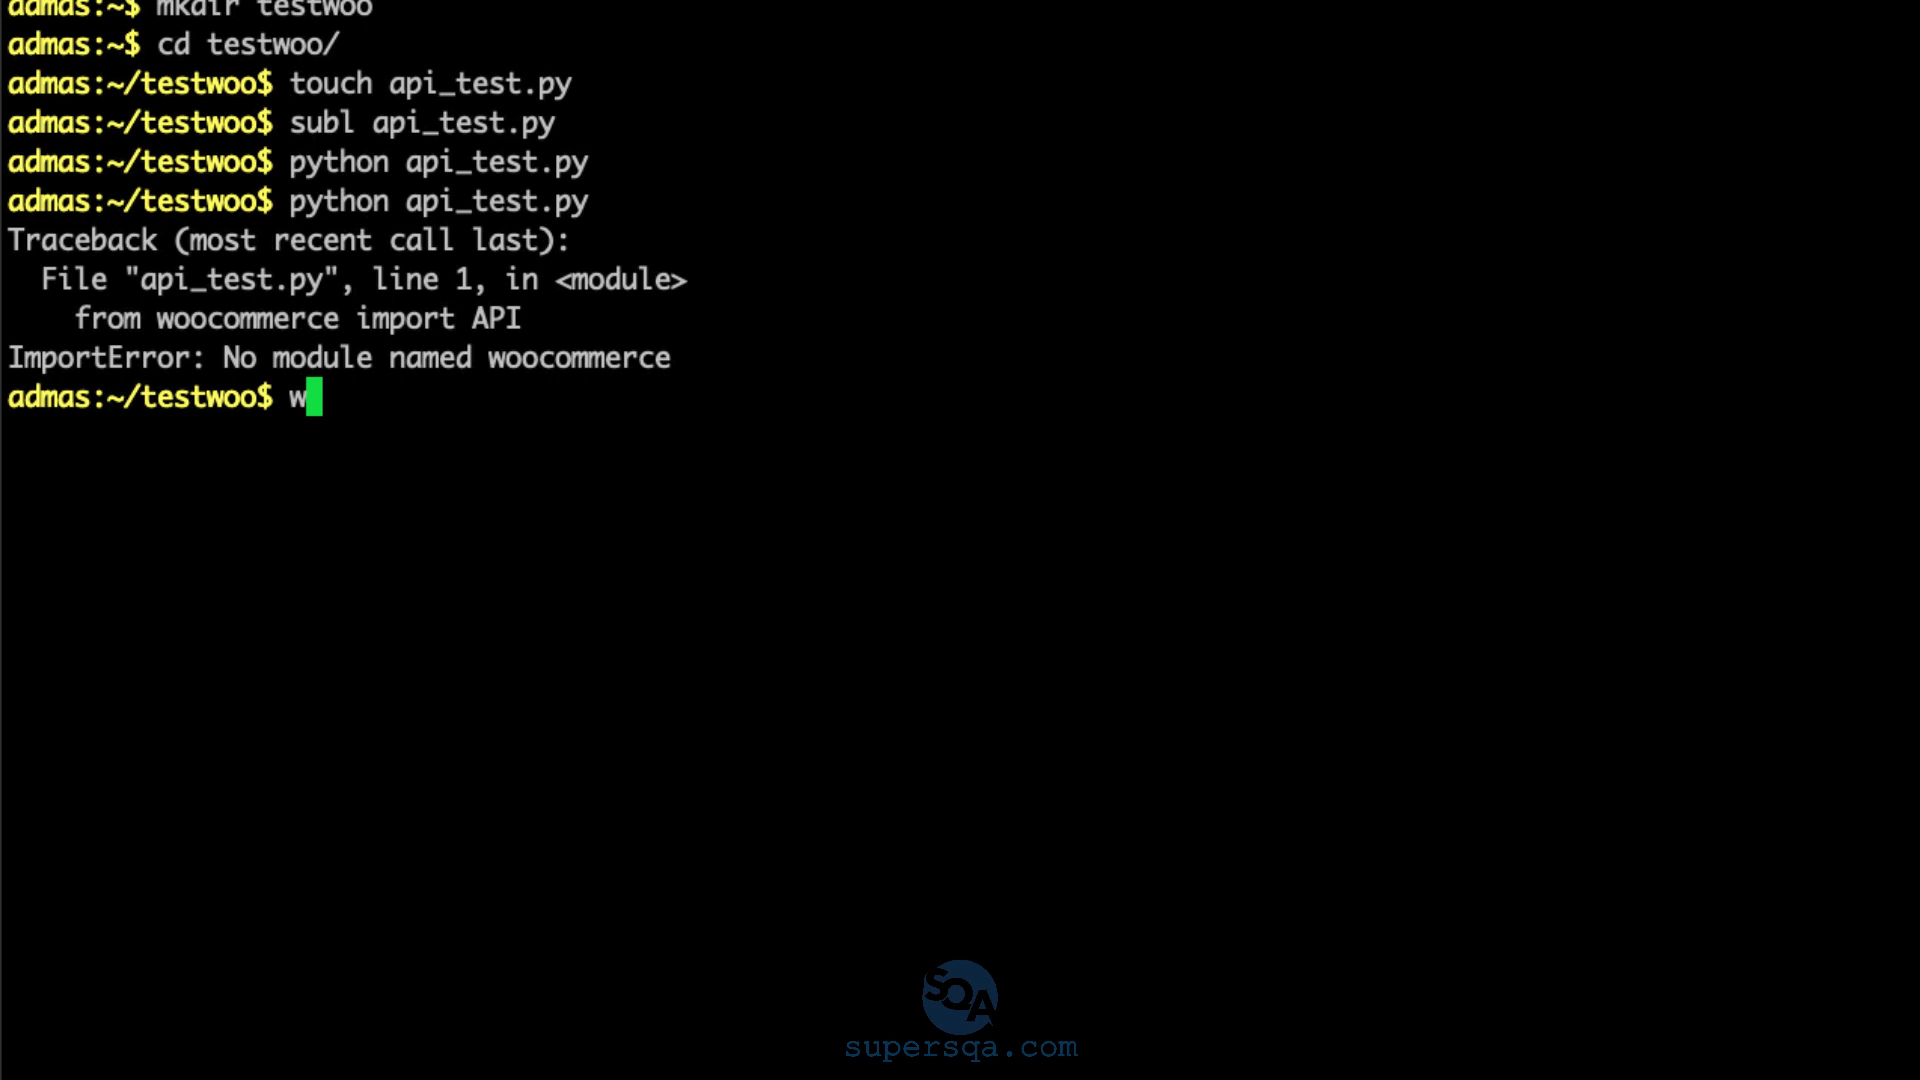 admas:~$ mkdir testwoo
admas:~$ cd testwoo/
admas:~/testwoo$ touch api_test.py
admas:~/testwoo$ subl api_test.py
admas:~/testwoo$ python api_test.py
admas:~/testwoo$ python api_test.py
Traceback (most recent call last):
  File "api_test.py", line 1, in <module>
    from woocommerce import API
ImportError: No module named woocommerce
admas:~/testwoo$ w
SQA
supersqa.com